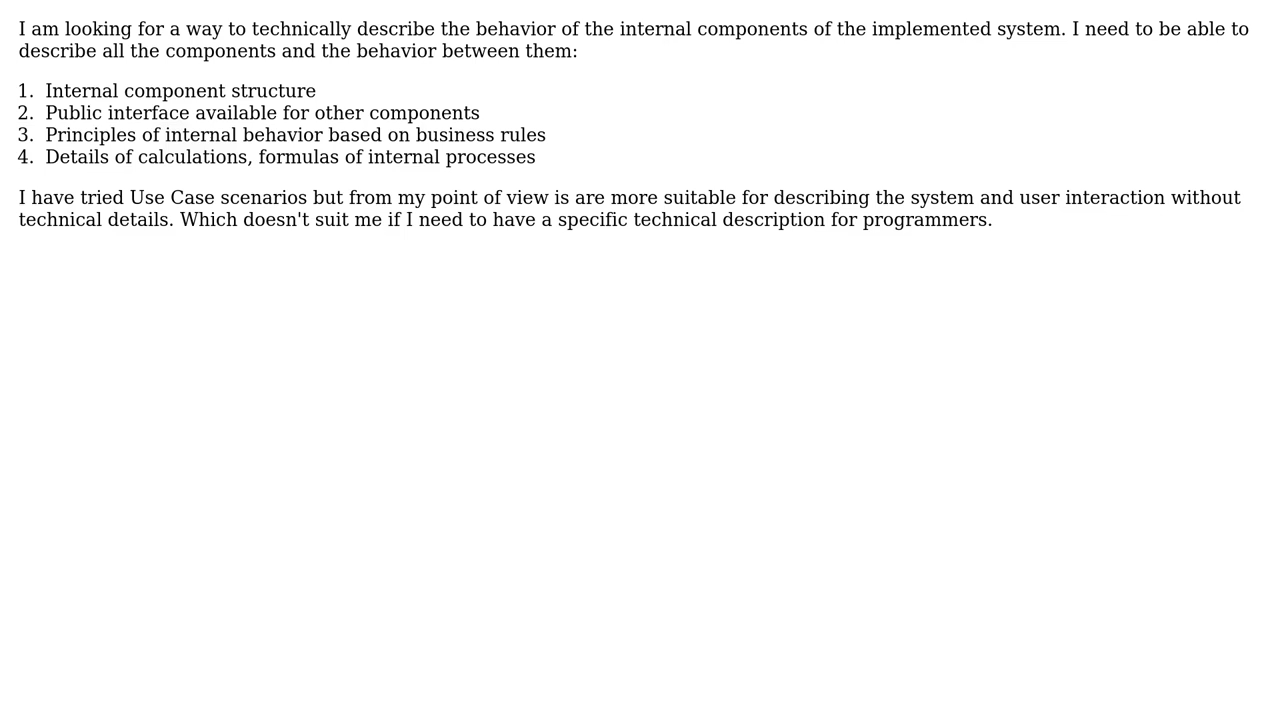 I am looking for a way to technically describe the behavior of the internal components of the implemented system. I need to be able to
describe all the components and the behavior between them:
1. Internal component structure
2. Public interface available for other components
3. Principles of internal behavior based on business rules
4. Details of calculations, formulas of internal processes
I have tried Use Case scenarios but from my point of view is are more suitable for describing the system and user interaction without
technical details. Which doesn't suit me if I need to have a specific technical description for programmers.